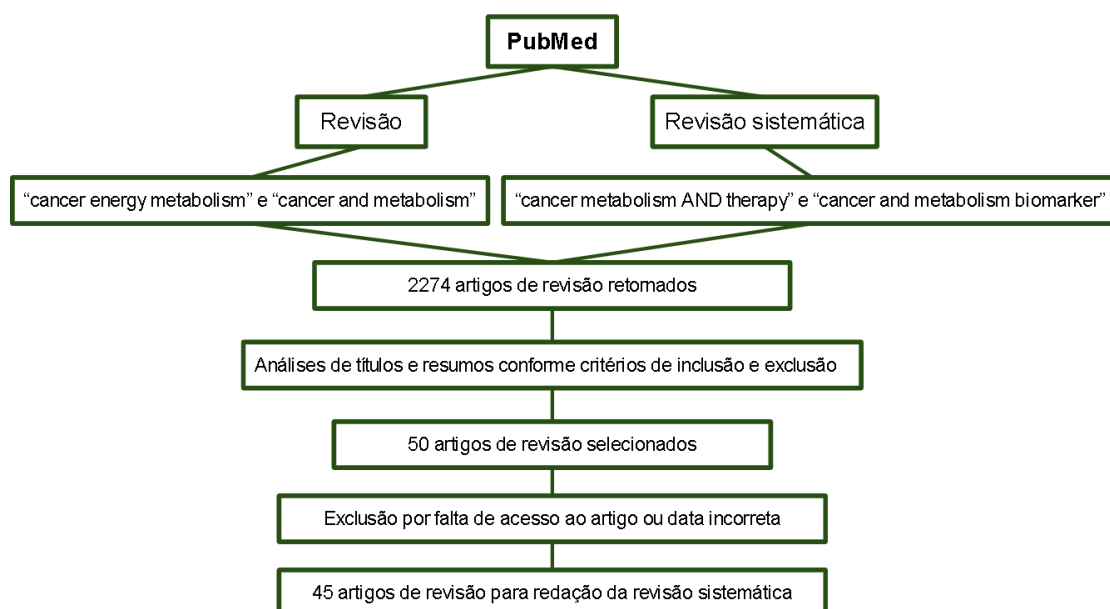 PubMed
Revisão
Revisão sistemática
“cancer energy metabolism” e “cancer and metabolism”
“cancer metabolism AND therapy” e “cancer and metabolism biomarker”
2274 artigos de revisão retornados
Análises de títulos e resumos conforme critérios de inclusão e exclusão
50 artigos de revisão selecionados
Exclusão por falta de acesso ao artigo ou data incorreta
45 artigos de revisão para redação da revisão sistemática